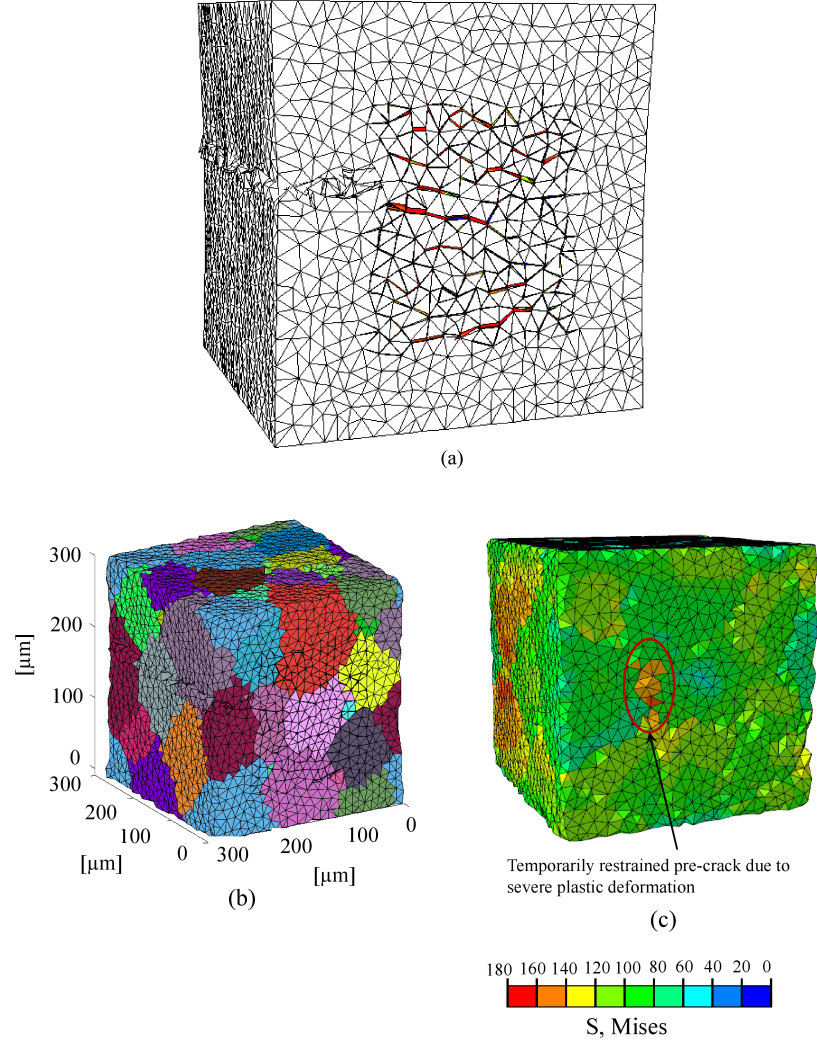 (a)
300
200
100
0
[µm]
300
200
100
0
[µm]
300
200
100
0
[µm]
(b)
Temporarily restrained pre-crack due to
severe plastic deformation
(c)
180 160 140 120 100 80 60 40 20 0
S, Mises